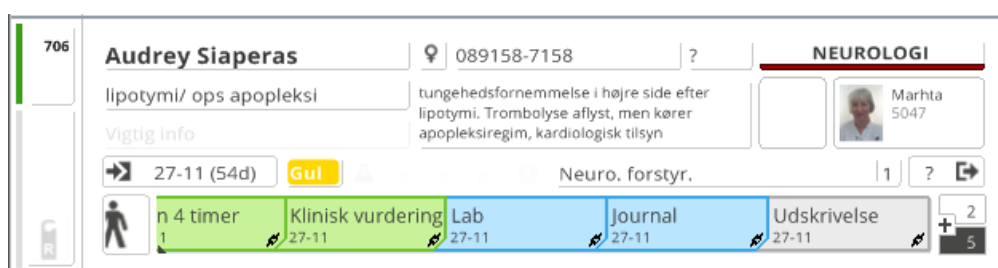 706
Audrey Siaperas
089158-7158
?
NEUROLOGI
lipotymi/ ops apopleksi
tungehedsfornemmelse i højre side efter
lipotymi. Trombolyse aflyst, men kører
apopleksiregim, kardiologisk tilsyn
Marhta
5047
Vigtig info
27-11 (54d)
Gul
Neuro. forstyr.
1
?
n 4 timer
1
Klinisk vurdering
27-11
Lab
27-11
Journal
27-11
Udskrivelse
27-11
2
+
5
C
R